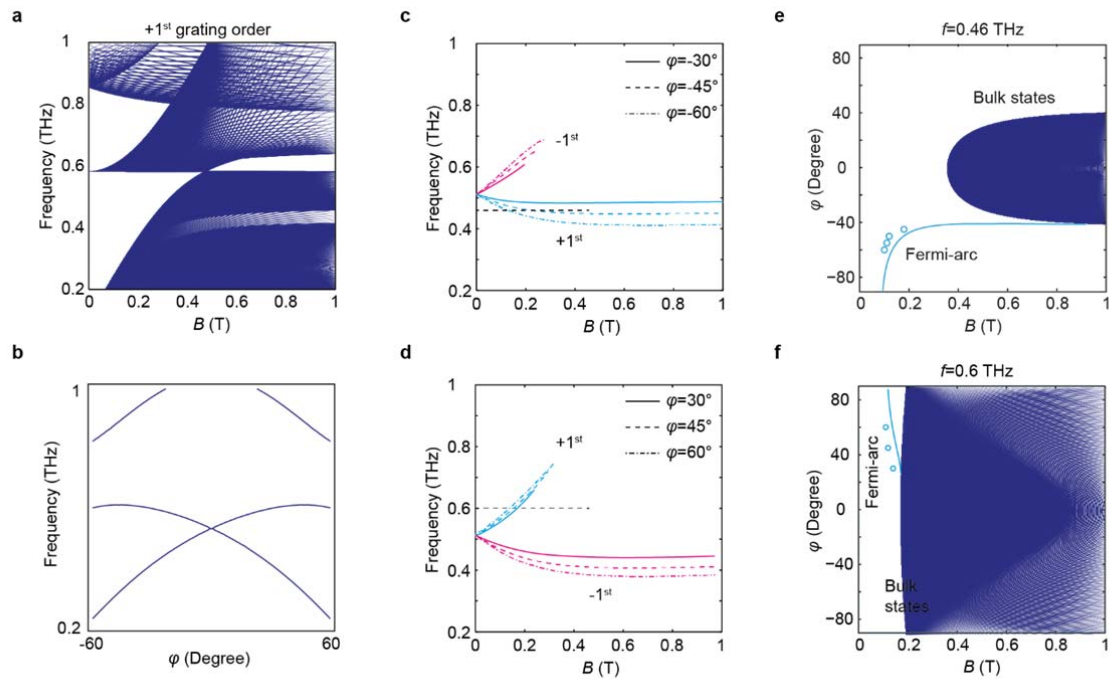 a
+1st grating order
1
0.8
0.6
0.4
0.2
Frequency (THz)
0 0.2 0.4 0.6 0.8 1
B (T)
b
1
0.2
Frequency (THz)
-60 60
φ (Degree)
c
1
0.8
0.6
0.4
0.2
Frequency (THz)
φ=-30°
φ=-45°
φ=-60°
-1st
+1st
0 0.2 0.4 0.6 0.8 1
B (T)
d
1
0.8
0.6
0.4
0.2
Frequency (THz)
φ=30°
φ=45°
φ=60°
+1st
-1st
0 0.2 0.4 0.6 0.8 1
B (T)
e
f=0.46 THz
80
40
0
−40
−80
φ (Degree)
Bulk states
Fermi-arc
0 0.2 0.4 0.6 0.8 1
B (T)
f
f=0.6 THz
80
40
0
−40
−80
φ (Degree)
Fermi-arc
Bulk
states
0 0.2 0.4 0.6 0.8 1
B (T)